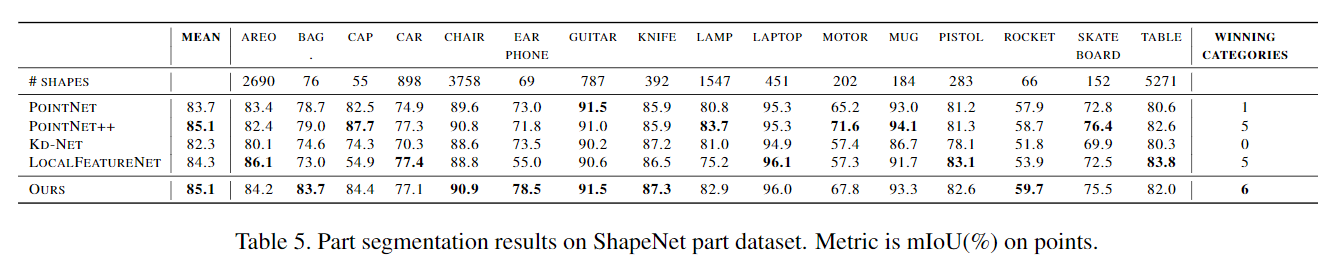 MEAN AREO BAG CAP CAR CHAIR EAR GUITAR KNIFE LAMP LAPTOP MOTOR MUG PISTOL ROCKET SKATE TABLE WINNING
. PHONE BOARD CATEGORIES
# SHAPES 2690 76 55 898 3758 69 787 392 1547 451 202 184 283 66 152 5271
POINTNET 83.7 83.4 78.7 82.5 74.9 89.6 73.0 91.5 85.9 80.8 95.3 65.2 93.0 81.2 57.9 72.8 80.6 1
POINTNET++ 85.1 82.4 79.0 87.7 77.3 90.8 71.8 91.0 85.9 83.7 95.3 71.6 94.1 81.3 58.7 76.4 82.6 5
KD-NET 82.3 80.1 74.6 74.3 70.3 88.6 73.5 90.2 87.2 81.0 94.9 57.4 86.7 78.1 51.8 69.9 80.3 0
LOCALFEATURENET 84.3 86.1 73.0 54.9 77.4 88.8 55.0 90.6 86.5 75.2 96.1 57.3 91.7 83.1 53.9 72.5 83.8 5
OURS 85.1 84.2 83.7 84.4 77.1 90.9 78.5 91.5 87.3 82.9 96.0 67.8 93.3 82.6 59.7 75.5 82.0 6
Table 5. Part segmentation results on ShapeNet part dataset. Metric is mIoU(%) on points.